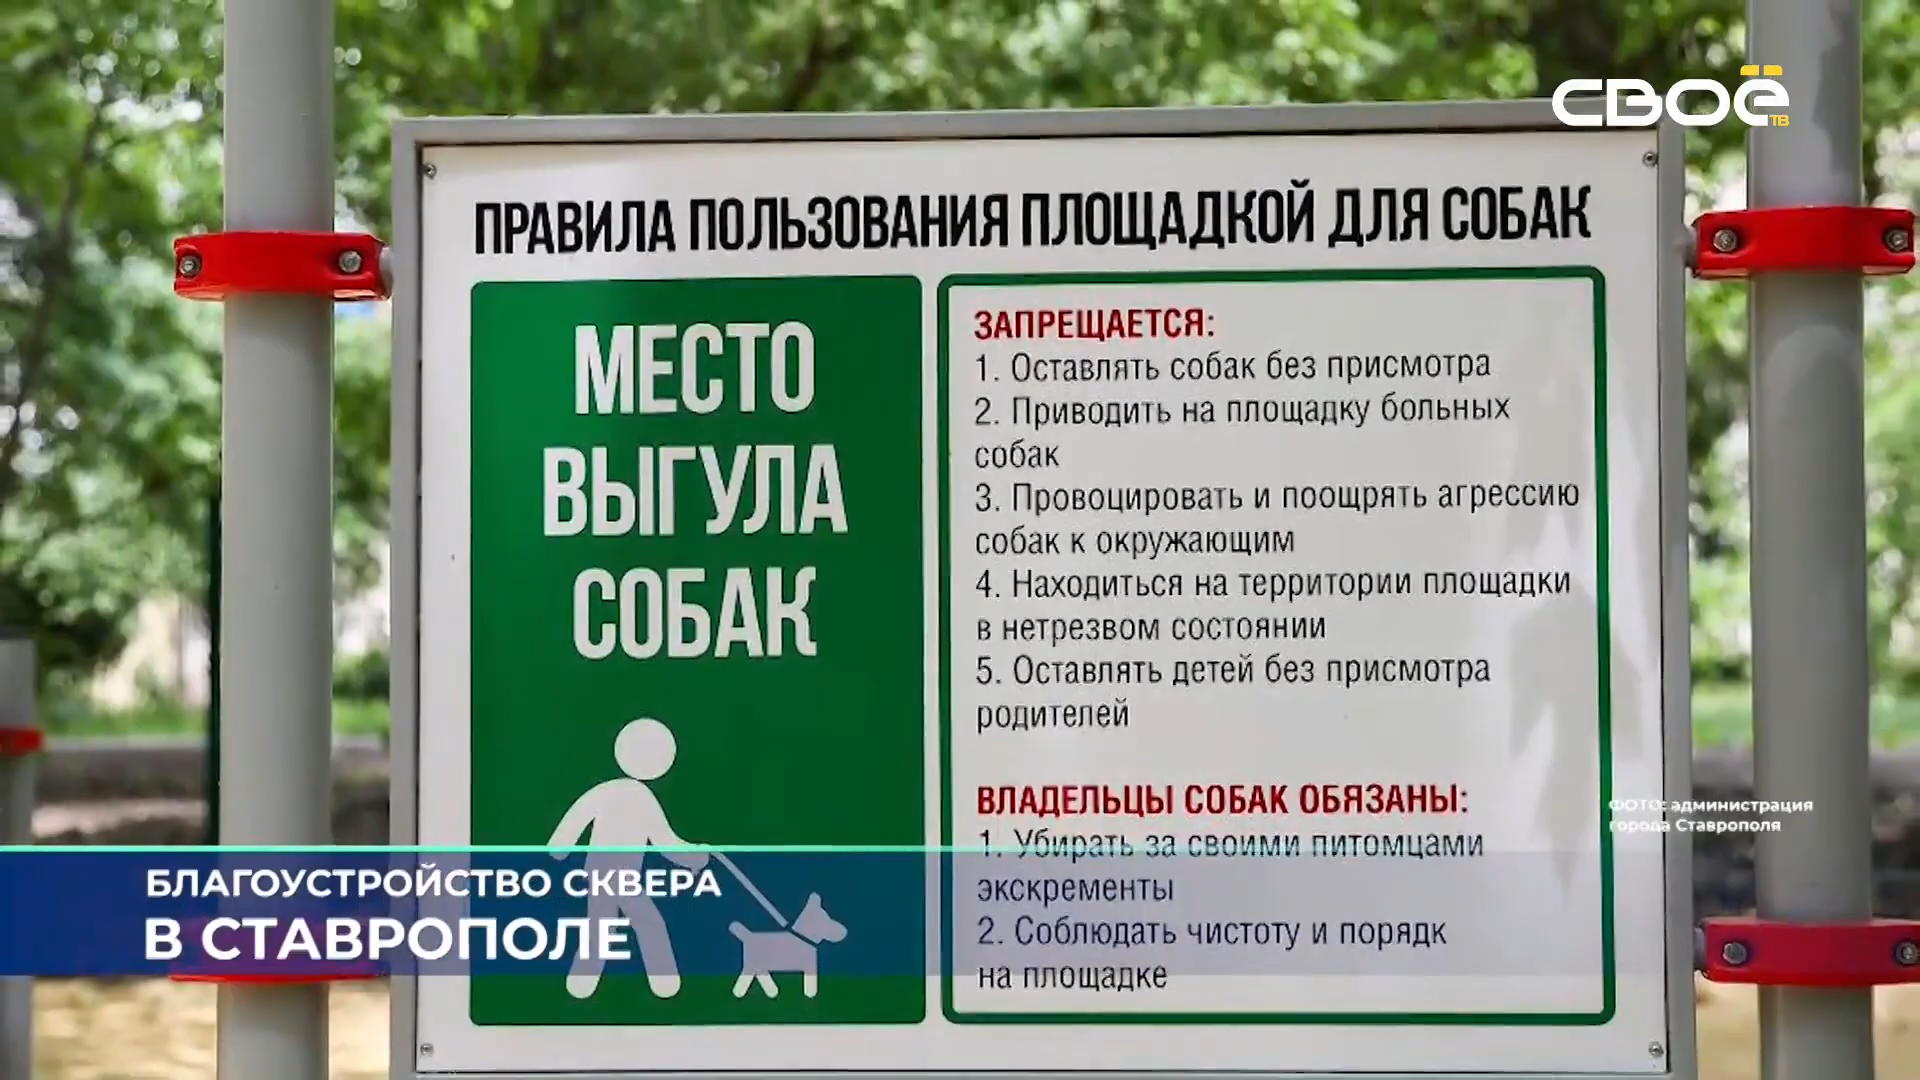 СВОЁ
ТВ
ПРАВИЛА ПОЛЬЗОВАНИЯ ПЛОЩАДКОЙ ДЛЯ СОБАК
МЕСТО
ВЫГУЛА
СОБАК
ЗАПРЕЩАЕТСЯ:
1. Оставлять собак без присмотра
2. Приводить на площадку больных
собак
3. Провоцировать и поощрять агрессию
собак к окружающим
4. Находиться на территории площадки
в нетрезвом состоянии
5. Оставлять детей без присмотра
родителей
ВЛАДЕЛЬЦЫ СОБАК ОБЯЗАНЫ:
1. Убирать за своими питомцами
экскременты
2. Соблюдать чистоту и порядк
на площадке
ФОТО: администрация
города Ставрополя
БЛАГОУСТРОЙСТВО СКВЕРА
В СТАВРОПОЛЕ